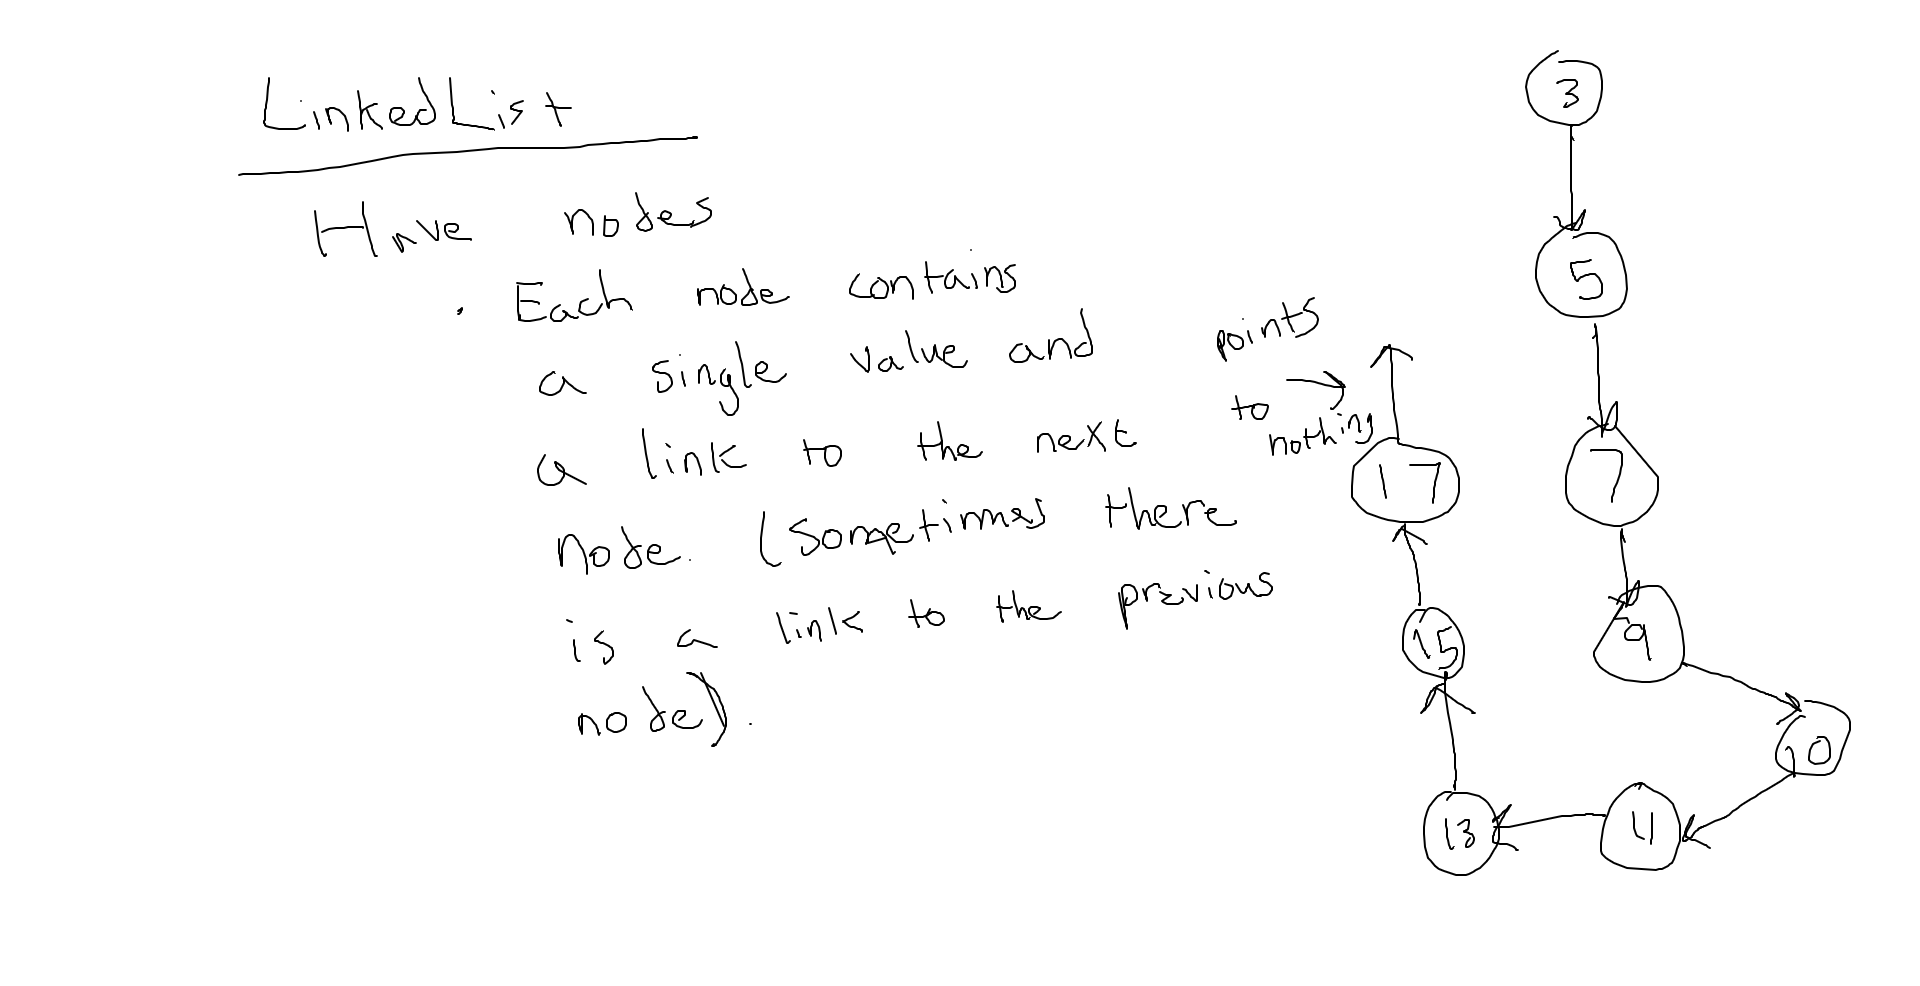 LinkedList
Have nodes
· Each node contains
a single value and
a link to the next
node. (Sometimes there
is a link to the previous
node).
points
to →
nothing
3
5
7
9
10
4
13
15
17